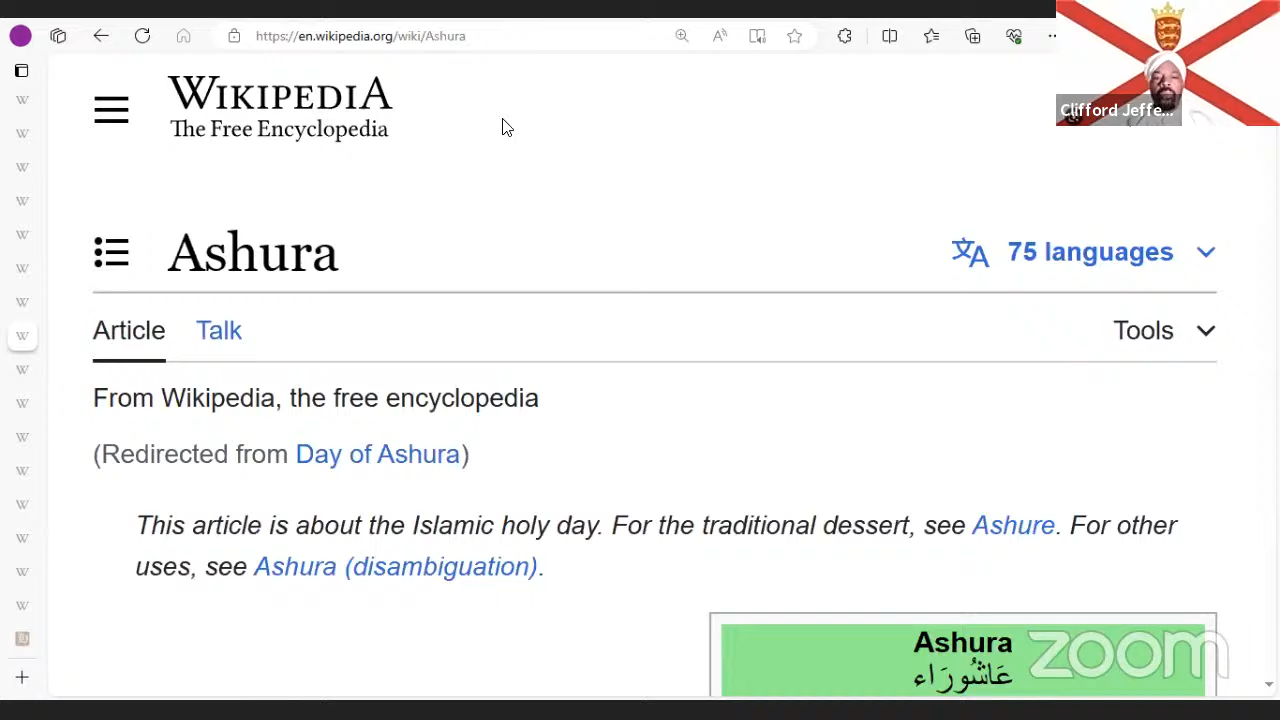 https://en.wikipedia.org/wiki/Ashura
WIKIPEDIA
The Free Encyclopedia
Clifford Jeffe...
Ashura
75 languages
Article Talk Tools
From Wikipedia, the free encyclopedia
(Redirected from Day of Ashura)
This article is about the Islamic holy day. For the traditional dessert, see Ashure. For other
uses, see Ashura (disambiguation).
Ashura
عَاشُورَاء
zoom